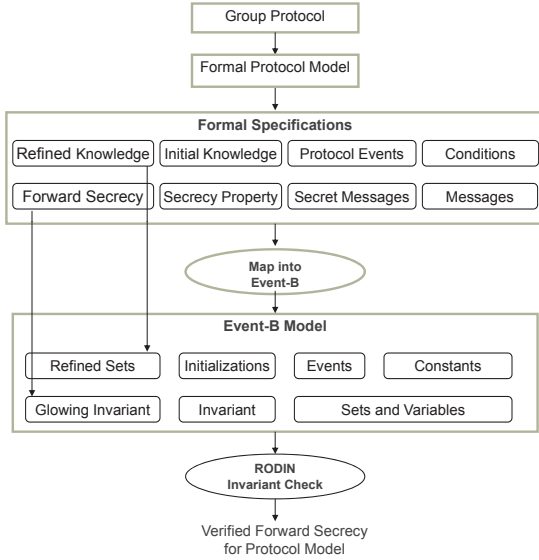 Group Protocol
Formal Protocol Model
Formal Specifications
Refined Knowledge
Initial Knowledge
Protocol Events
Conditions
Forward Secrecy
Secrecy Property
Secret Messages
Messages
Map into
Event-B
Event-B Model
Refined Sets
Initializations
Events
Constants
Glowing Invariant
Invariant
Sets and Variables
RODIN
Invariant Check
Verified Forward Secrecy
for Protocol Model